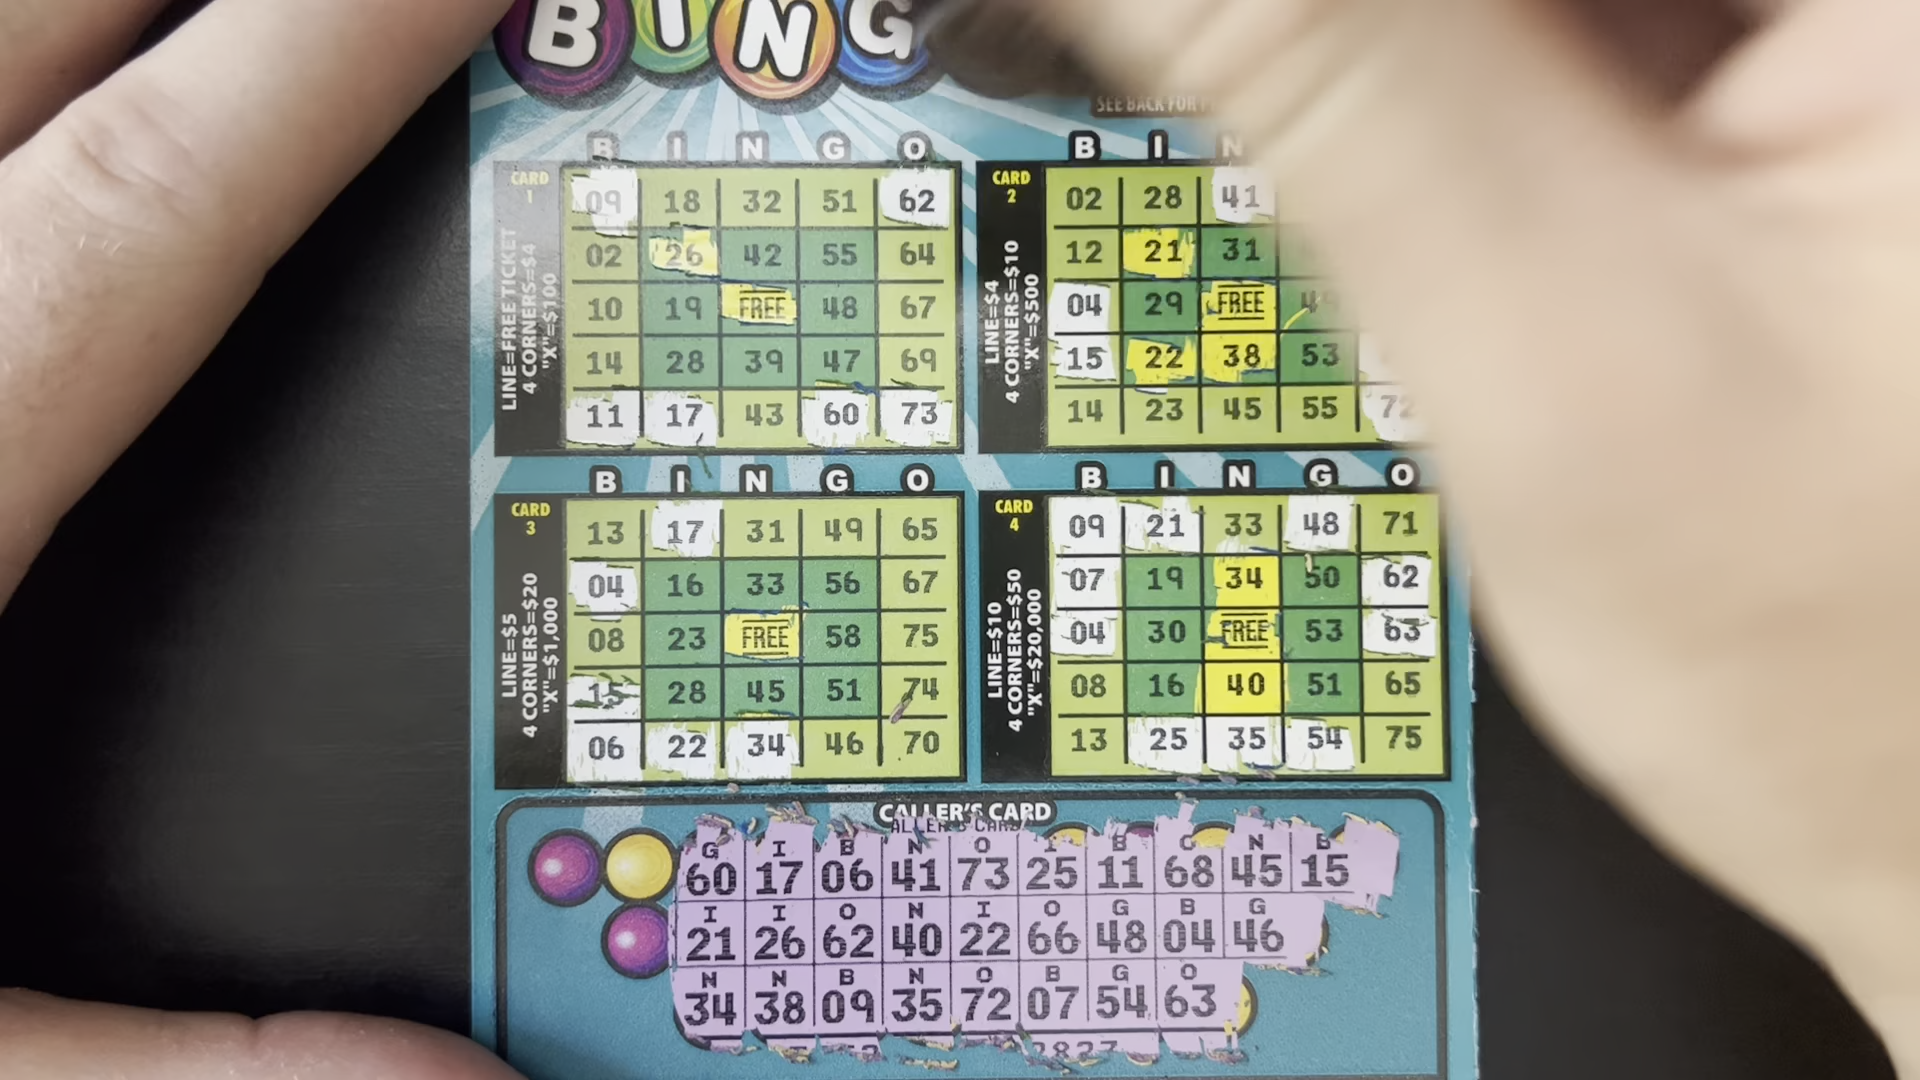 BING
SEE BACK FOR
B I N G O
CARD 1
LINE=FREE TICKET
4 CORNERS=$4
"X"=$100
09 18 32 51 62
02 26 42 55 64
10 19 FREE 48 67
14 28 39 47 69
11 17 43 60 73
B I N
CARD 2
LINE=$4
4 CORNERS=$10
"X"=$500
02 28 41
12 21 31
04 29 FREE
15 22 38 53
14 23 45 55 72
B I N G O
CARD 3
LINE=$5
4 CORNERS=$20
"X"=$1,000
13 17 31 49 65
04 16 33 56 67
08 23 FREE 58 75
15 28 45 51 74
06 22 34 46 70
B I N G O
CARD 4
LINE=$10
4 CORNERS=$50
"X"=$20,000
09 21 33 48 71
07 19 34 50 62
04 30 FREE 53 63
08 16 40 51 65
13 25 35 54 75
CALLER'S CARD
ALLER'S CARD
G I B N O I B O N B
60 17 06 41 73 25 11 68 45 15
I I O N I O G B G
21 26 62 40 22 66 48 04 46
N N B N O B G O
34 38 09 35 72 07 54 63